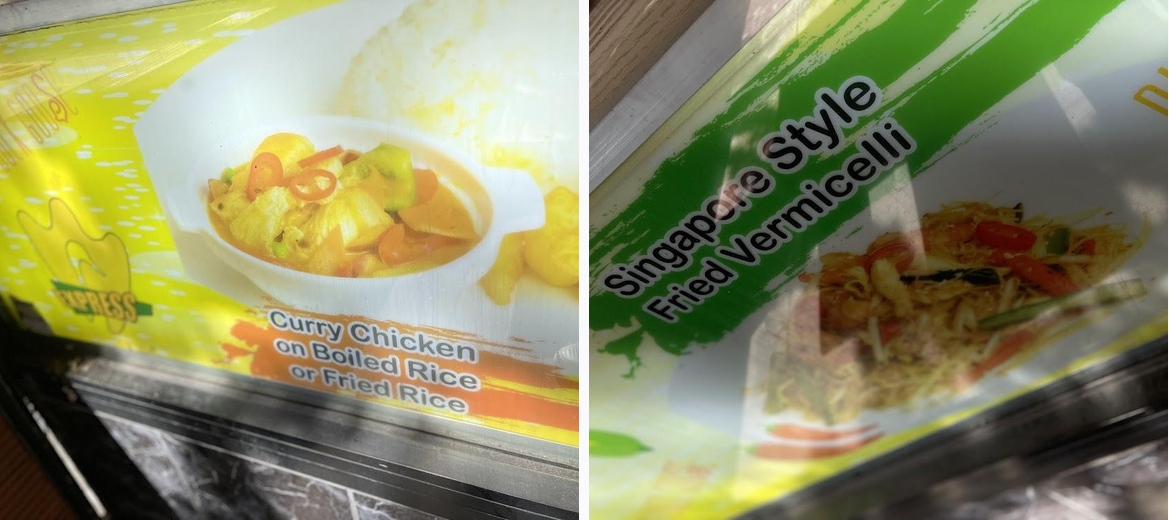 EXPRESS
Curry Chicken
on Boiled Rice
or Fried Rice
Singapore Style
Fried Vermicelli